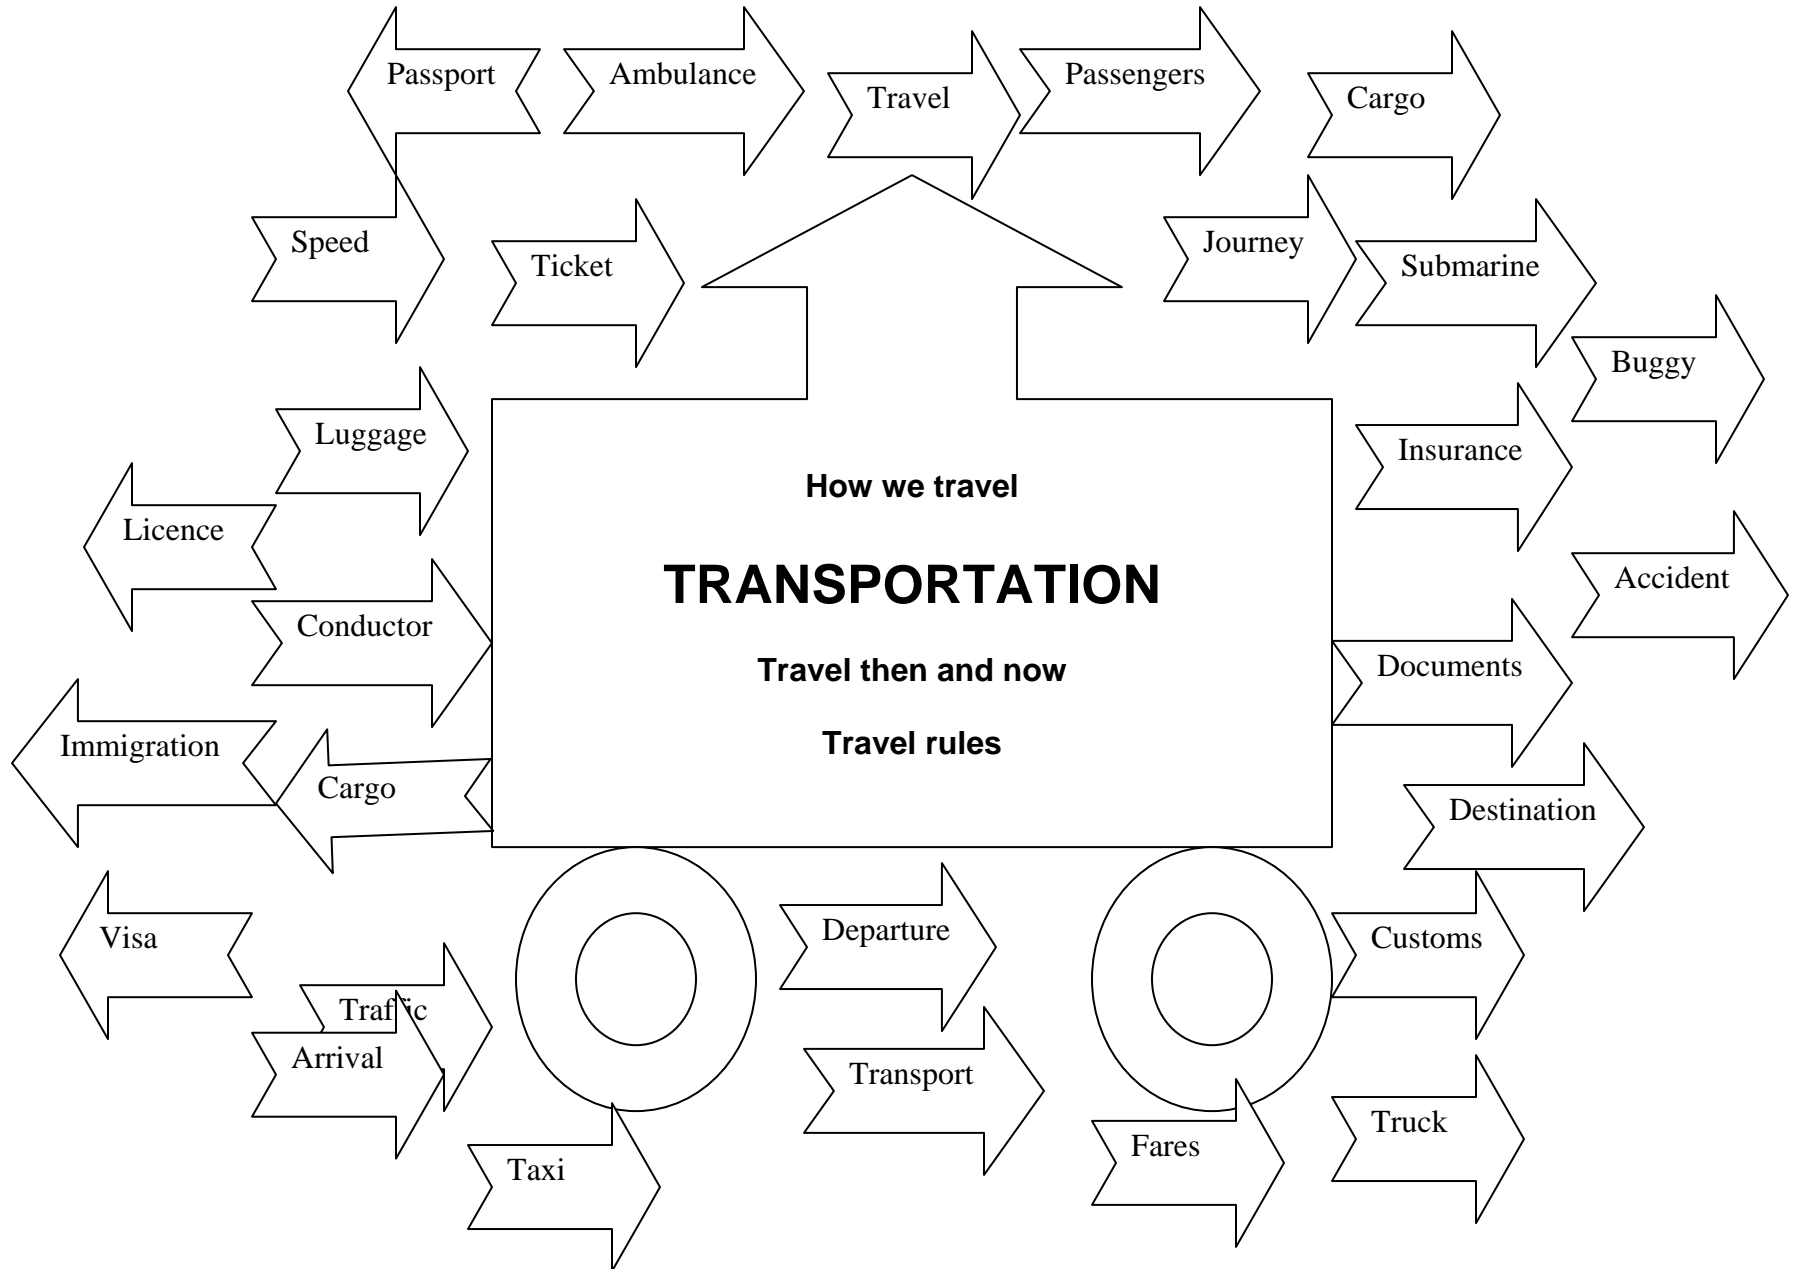 Passport
Ambulance
Travel
Passengers
Cargo
Speed
Ticket
Journey
Submarine
Buggy
Luggage
Insurance
Licence
Conductor
How we travel
TRANSPORTATION
Travel then and now
Travel rules
Accident
Documents
Immigration
Cargo
Destination
Visa
Departure
Customs
Traffic
Arrival
Transport
Truck
Taxi
Fares